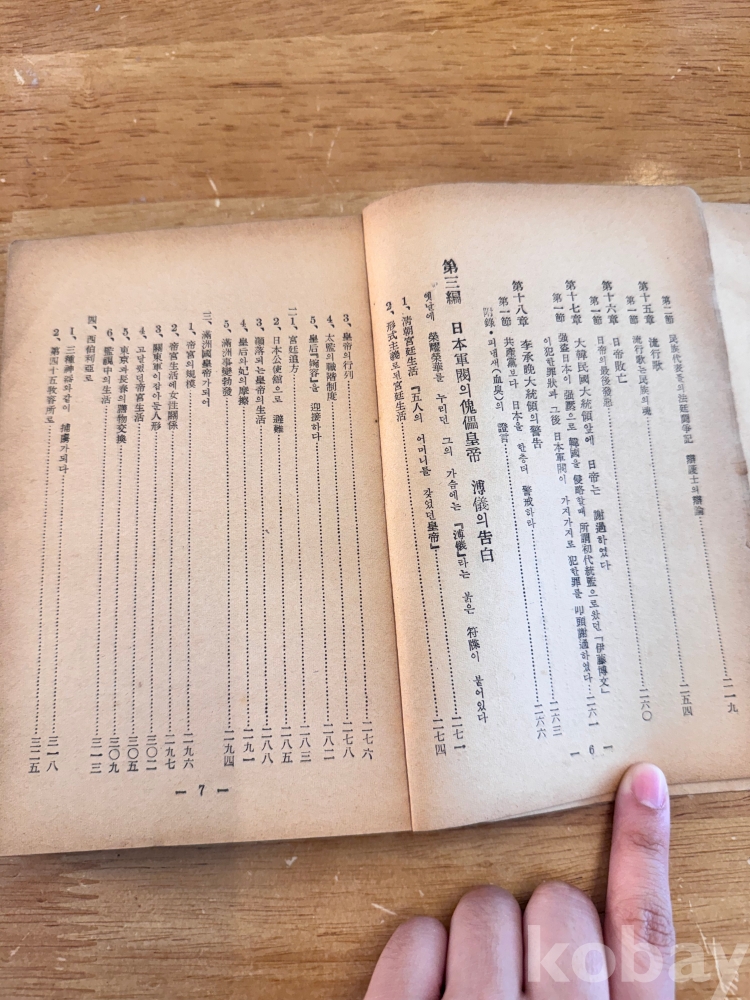 第二節 民族代表들의 法廷鬪爭記 辯護士의 辯論……二一九
第十五章 流行歌
第一節 流行歌는 民族의 魂……二五四
第十六章 日帝敗亡
第一節 日帝의 最後發惡……二六〇
第十七章 大韓民國大統領앞에 日帝는 謝過하였다
第一節 强盜日本이 强壓으로 韓國을 侵略할때 所謂初代統監으로왔던 「伊藤博文」
이犯한罪狀과 그後 日本軍閥이 가지가지로 犯한罪를 叩頭謝過하였다……二六一
第十八章 李承晩大統領의警告
第一節 共産黨보다 日本을 한층더 警戒하라……二六三
附錄・피냄새(血臭)의 證言……二六六
第三編 日本軍閥의傀儡皇帝 溥儀의告白
옛날에 榮耀榮華를 누리던 그의 가슴에는 『溥儀』라는 붉은 符牒이 붙어있다
1、淸朝宮廷生活 『五人의 어머니를 갖었던皇帝』……二七一
2、形式主義로된宮廷生活……二七四
— 6 —
3、皇帝의行列……二七六
4、太監의職階制度……二七八
5、皇后『婉容』을 迎接하다……二八二
二 1、宮廷追方……二八三
2、日本公使館으로 避難……二八五
3、墮落되는皇帝의生活……二八八
4、皇后와妃의摩擦……二九一
5、滿洲事變勃發……二九四
三、滿洲國皇帝가되어
1、帝宮의規模……二九六
2、帝宮生活에女性關係……二九七
3、關東軍이잡아돌人形……三〇二
4、고달펐던帝宮生活……三〇五
5、東京과長春의贈物交換
6、監視中의生活……三〇九
四、西伯利亞로……三一三
1、三種神器와같이 捕虜가되다……三一八
2、第四十五收容所로……三二五
— 7 —
kobay